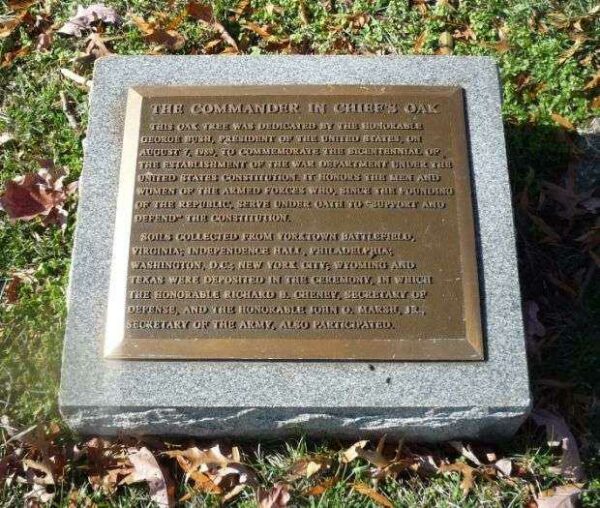 THE COMMANDER IN CHIEF'S OAK
THIS OAK TREE WAS DEDICATED BY THE HONORABLE
GEORGE BUSH, PRESIDENT OF THE UNITED STATES, ON
AUGUST 7, 1989, TO COMMEMORATE THE BICENTENNIAL OF
THE ESTABLISHMENT OF THE WAR DEPARTMENT UNDER THE
UNITED STATES CONSTITUTION. IT HONORS THE MEN AND
WOMEN OF THE ARMED FORCES WHO, SINCE THE FOUNDING
OF THE REPUBLIC, SERVE UNDER OATH TO "SUPPORT AND
DEFEND" THE CONSTITUTION.
SOILS COLLECTED FROM YORKTOWN BATTLEFIELD,
VIRGINIA; INDEPENDENCE HALL, PHILADELPHIA;
WASHINGTON, D.C.; NEW YORK CITY; WYOMING AND
TEXAS WERE DEPOSITED IN THE CEREMONY, IN WHICH
THE HONORABLE RICHARD B. CHENEY, SECRETARY OF
DEFENSE, AND THE HONORABLE JOHN O. MARSH, JR.,
SECRETARY OF THE ARMY, ALSO PARTICIPATED.